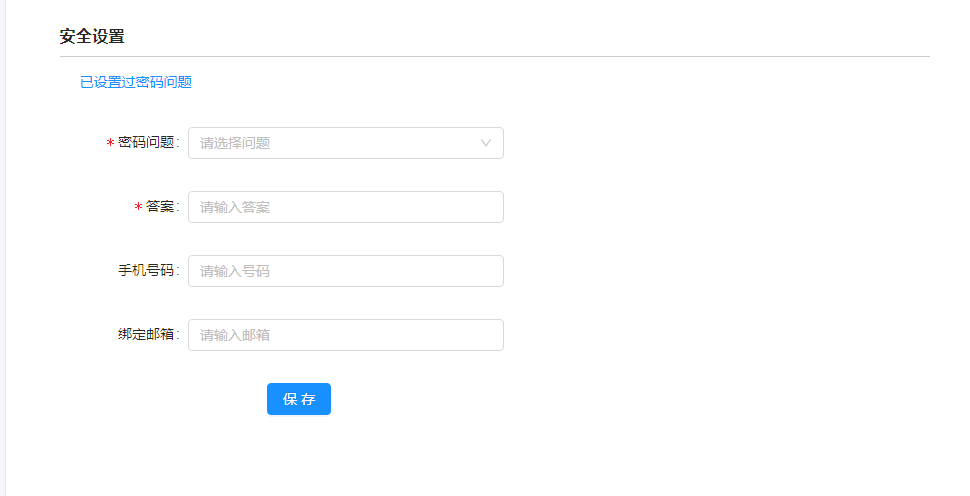 安全设置
已设置过密码问题
* 密码问题: 请选择问题
* 答案: 请输入答案
手机号码: 请输入号码
绑定邮箱: 请输入邮箱
保 存